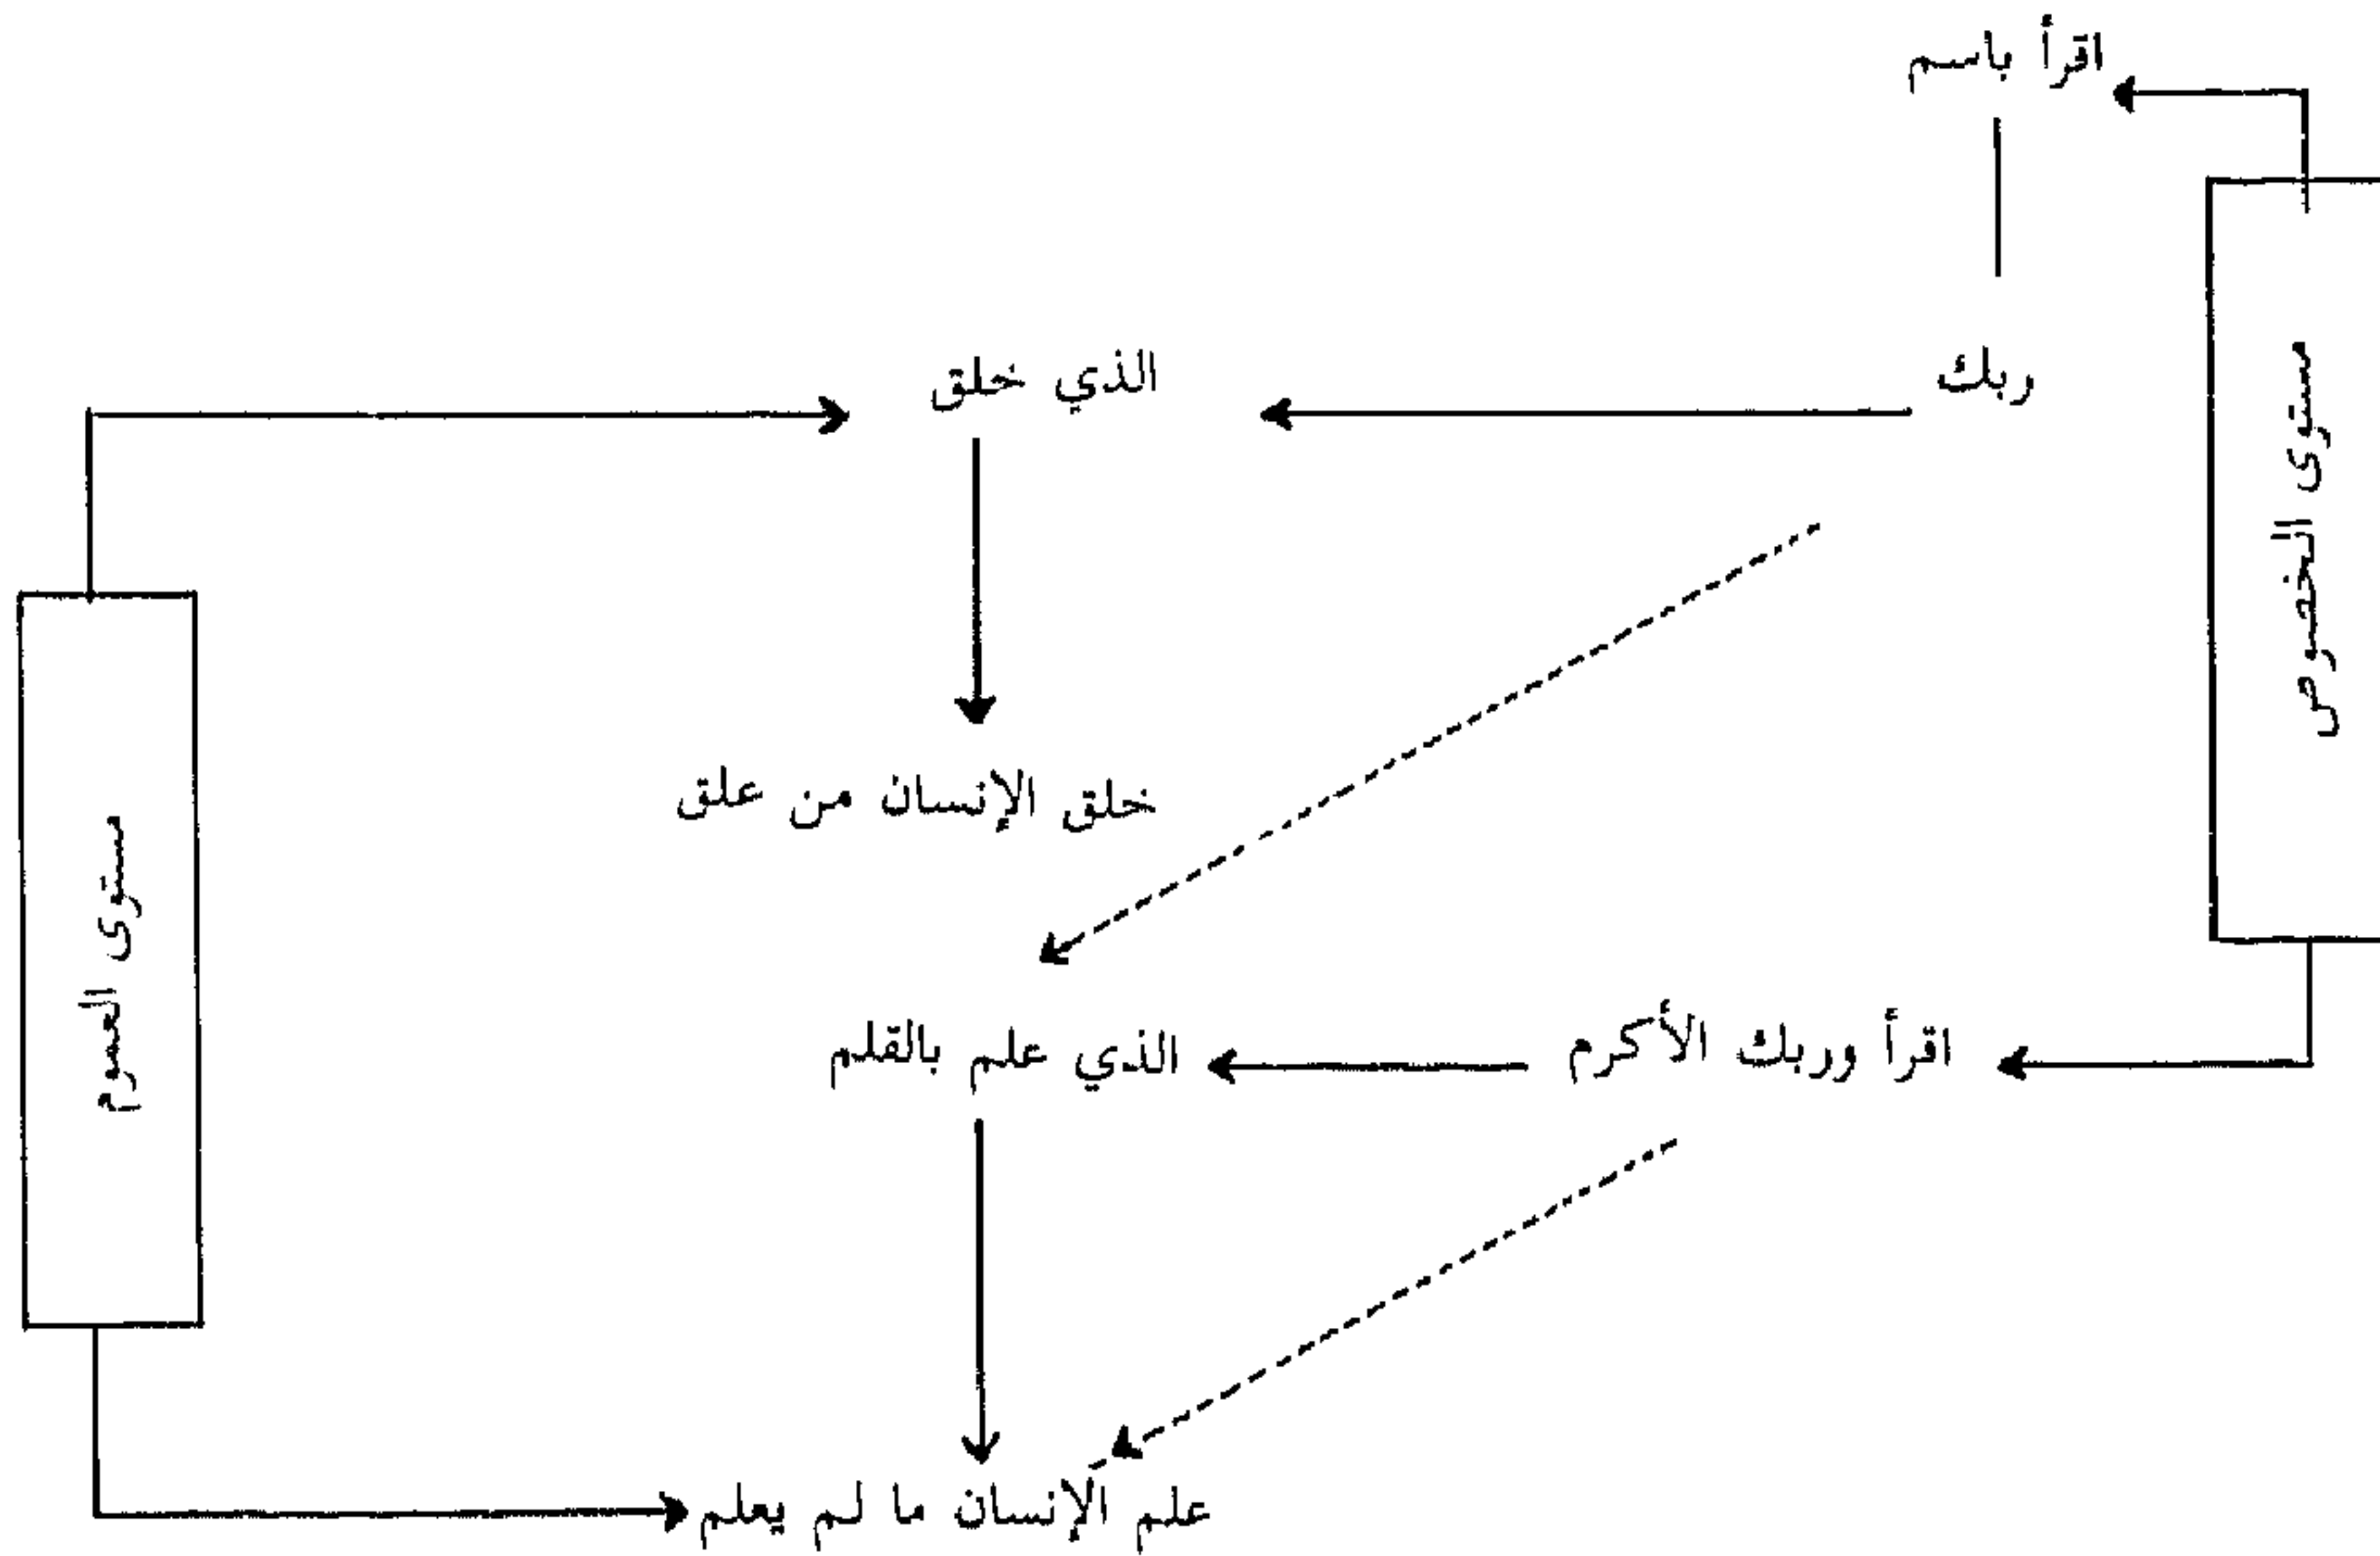 اقرأ باسم
ربك
الذي خلق
مستوى الخصوص
خلق الإنسان من علق
مستوى العموم
اقرأ وربك الأكرم
الذي علم بالقلم
علم الإنسان ما لم يعلم